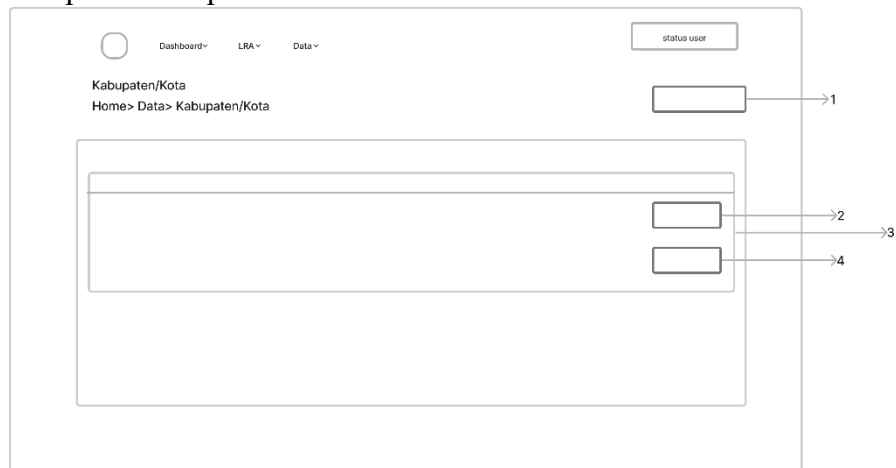 Dashboard LRA Data
status user
Kabupaten/Kota
Home> Data> Kabupaten/Kota
1
2
3
4